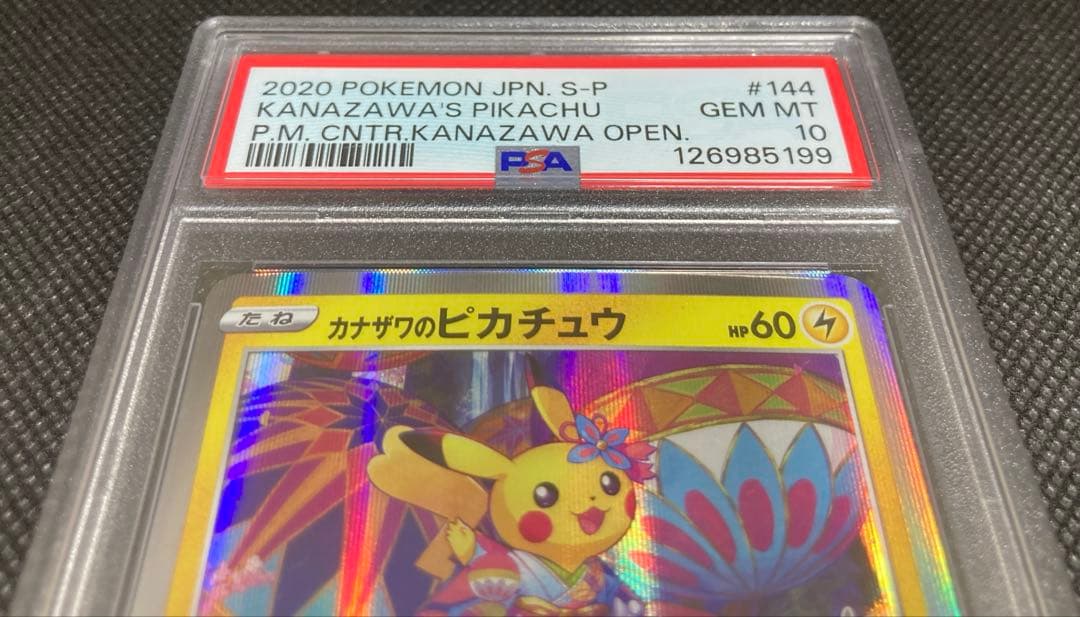 2020 POKEMON JPN. S-P #144
KANAZAWA'S PIKACHU GEM MT
P.M. CNTR.KANAZAWA OPEN. 10
PSA 126985199
たね カナザワのピカチュウ HP60